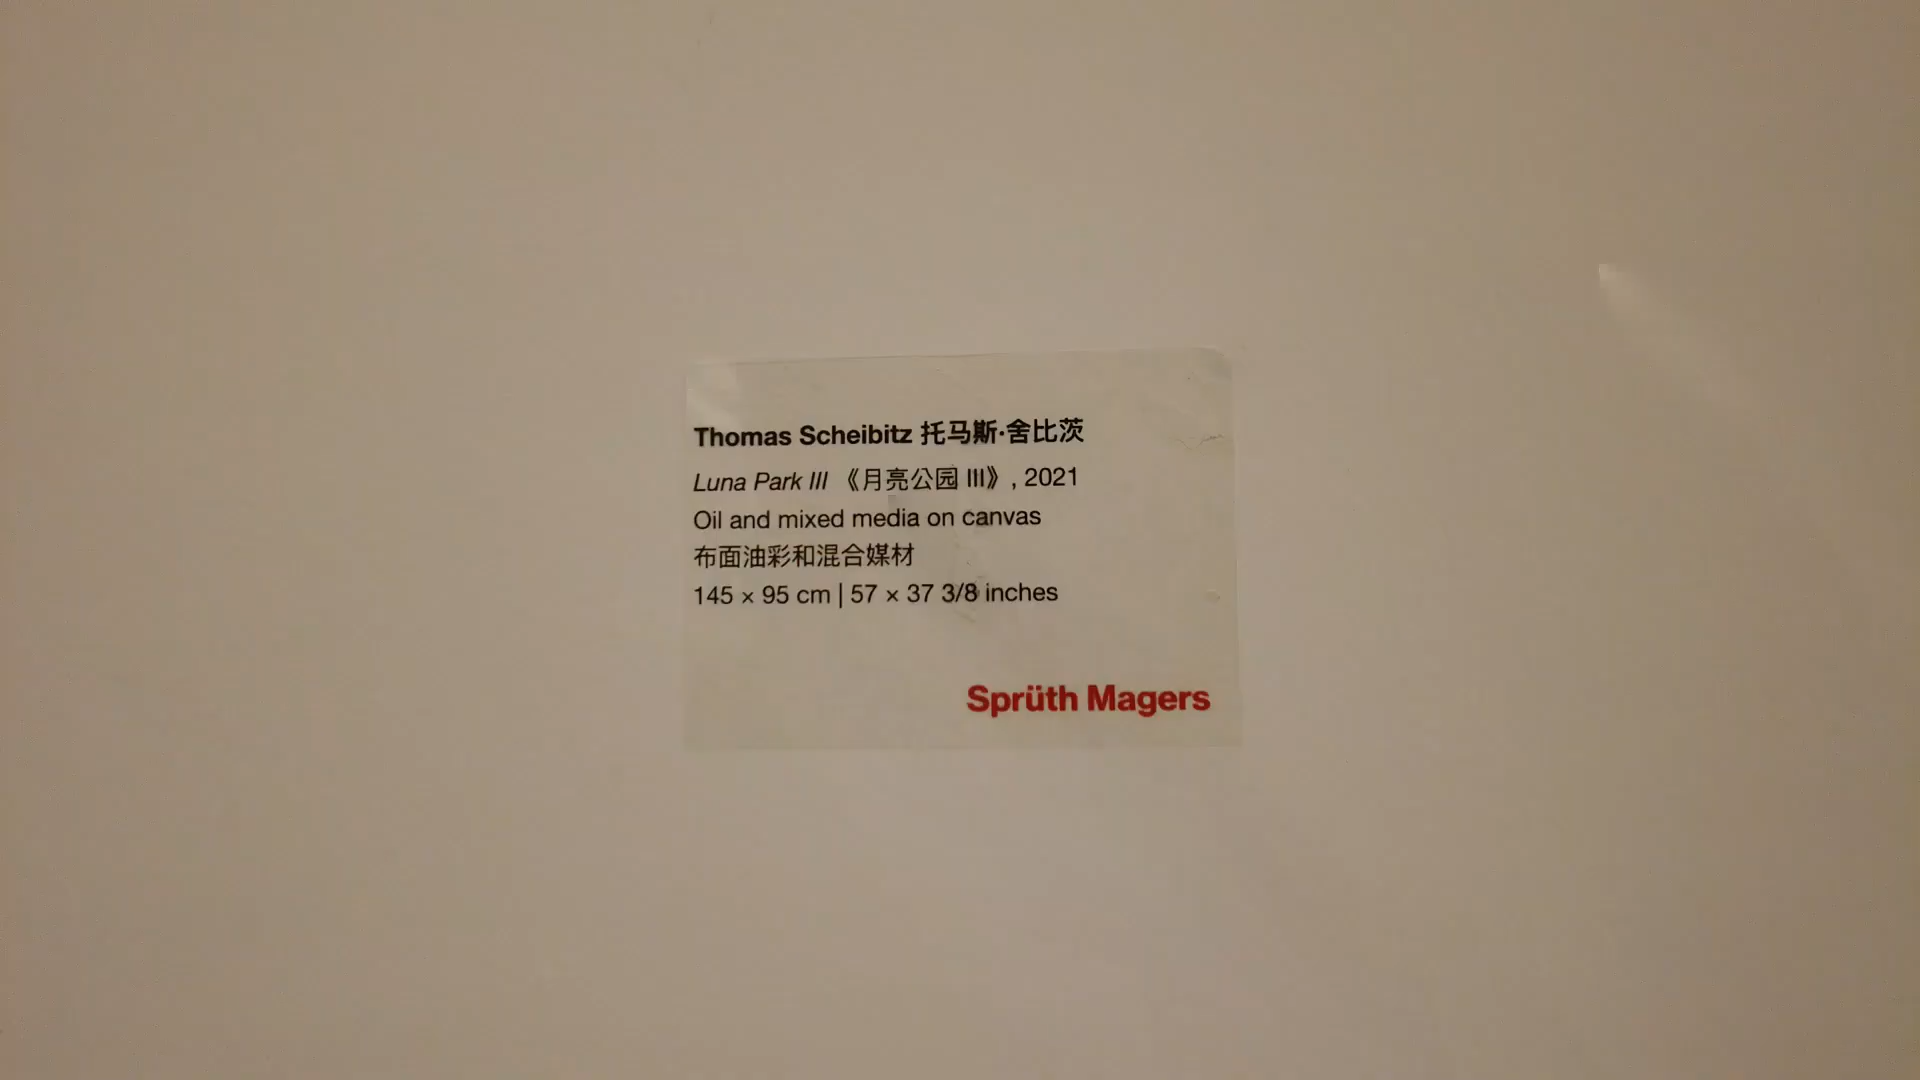 Thomas Scheibitz 托马斯·舍比茨
Luna Park III 《月亮公园 III》, 2021
Oil and mixed media on canvas
布面油彩和混合媒材
145 × 95 cm | 57 × 37 3/8 inches
Sprüth Magers